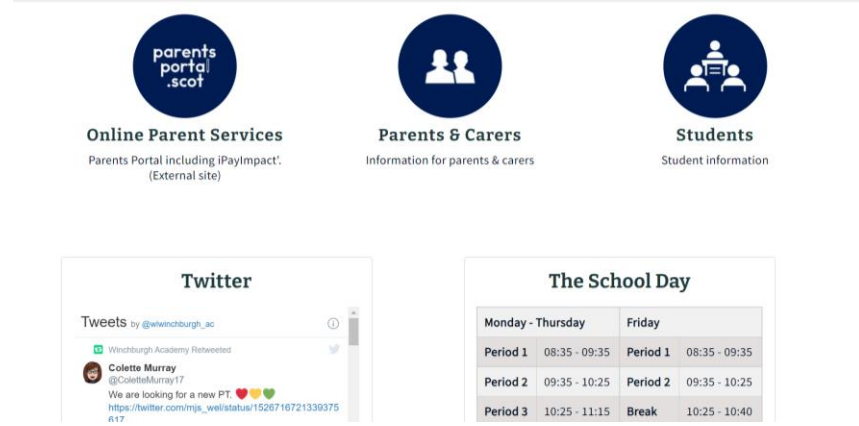 parents
portal
.scot
Online Parent Services
Parents Portal including iPayImpact'.
(External site)
Parents & Carers
Information for parents & carers
Students
Student information
Twitter
Tweets by @wlwinchburgh_ac
Winchburgh Academy Retweeted
Colette Murray
@ColetteMurray17
We are looking for a new PT. ❤️💛💚
https://twitter.com/mjs_wel/status/1526716721339375
617
The School Day
Monday - Thursday Friday
Period 1 08:35 - 09:35 Period 1 08:35 - 09:35
Period 2 09:35 - 10:25 Period 2 09:35 - 10:25
Period 3 10:25 - 11:15 Break 10:25 - 10:40